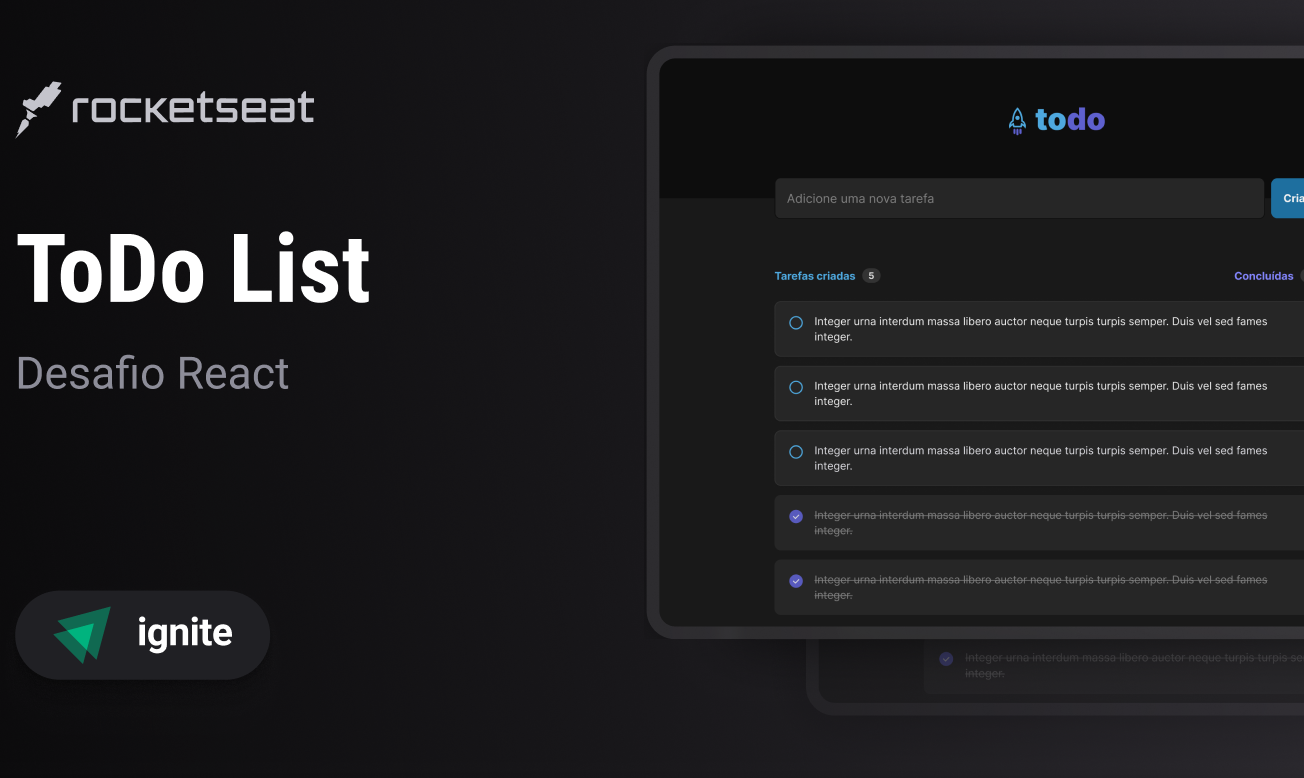 rocketseat
ToDo List
Desafio React
ignite
todo
Adicione uma nova tarefa
Cria
Tarefas criadas 5
Concluídas
Integer urna interdum massa libero auctor neque turpis turpis semper. Duis vel sed fames
integer.
Integer urna interdum massa libero auctor neque turpis turpis semper. Duis vel sed fames
integer.
Integer urna interdum massa libero auctor neque turpis turpis semper. Duis vel sed fames
integer.
Integer urna interdum massa libero auctor neque turpis turpis semper. Duis vel sed fames
integer.
Integer urna interdum massa libero auctor neque turpis turpis semper. Duis vel sed fames
integer.
Integer urna interdum massa libero auctor neque turpis turpis se
integer.